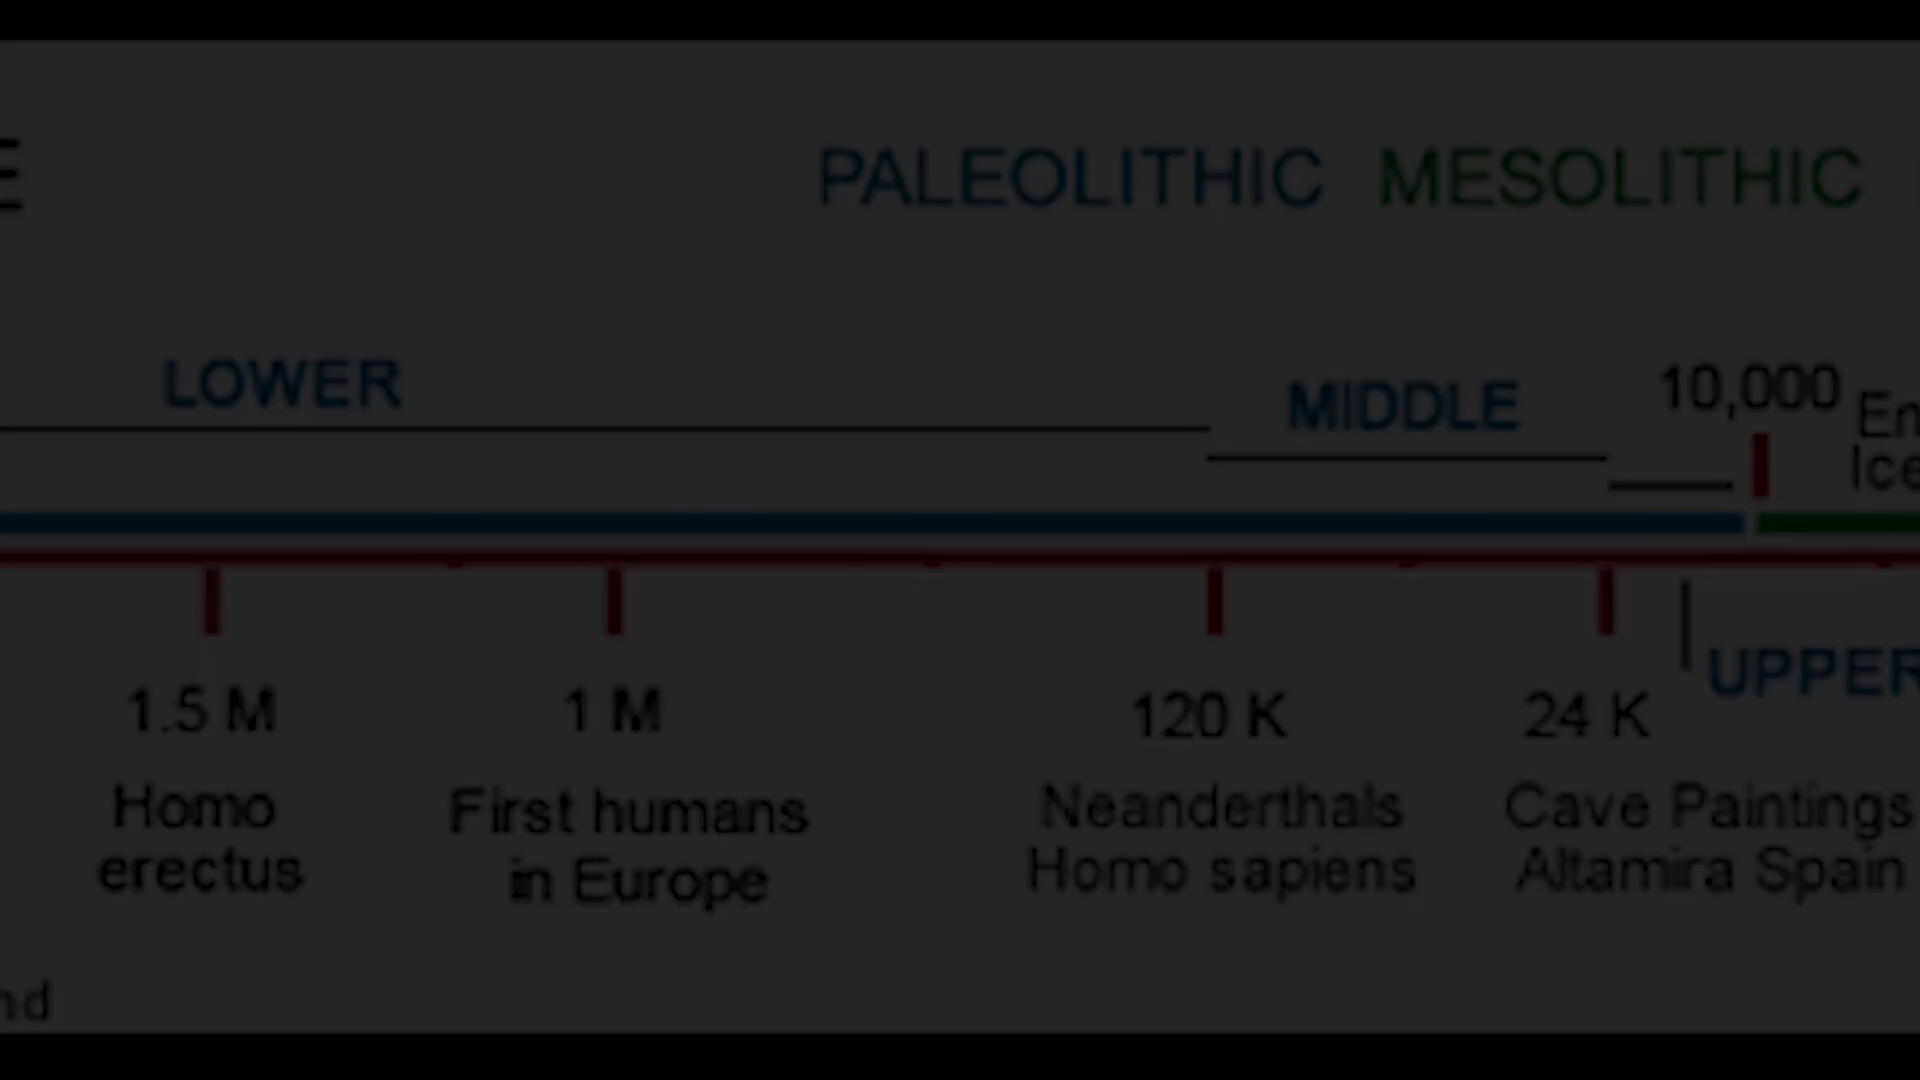 PALEOLITHIC MESOLITHIC
LOWER
MIDDLE
10,000
Ice
UPPER
1.5 M
1 M
120 K
24 K
Homo
erectus
First humans
in Europe
Neanderthals
Homo sapiens
Cave Paintings
Altamira Spain